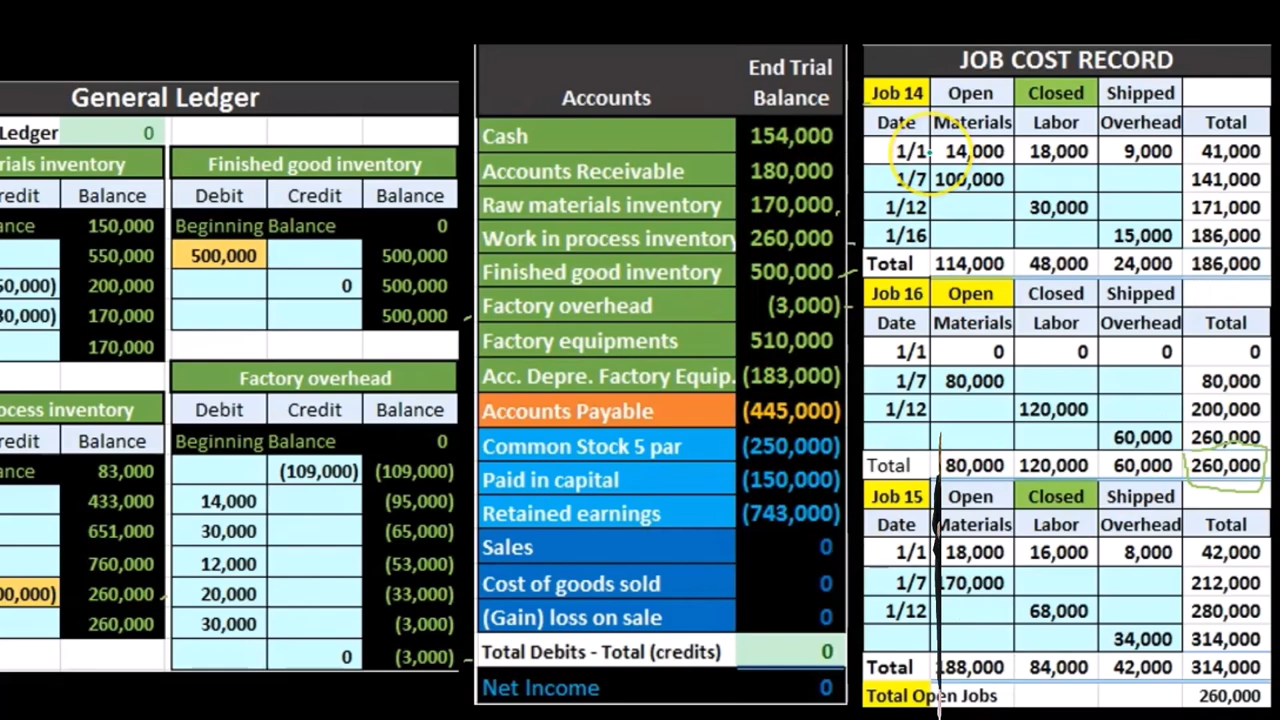 General Ledger
Ledger 0
rials inventory
redit Balance
ance 150,000
550,000
50,000) 200,000
30,000) 170,000
170,000
ocess inventory
redit Balance
ance 83,000
433,000
651,000
760,000
00,000) 260,000
260,000
Finished good inventory
Debit Credit Balance
Beginning Balance 0
500,000 500,000
0 500,000
500,000
Factory overhead
Debit Credit Balance
Beginning Balance 0
(109,000) (109,000)
14,000 (95,000)
30,000 (65,000)
12,000 (53,000)
20,000 (33,000)
30,000 (3,000)
0 (3,000)
Accounts End Trial Balance
Cash 154,000
Accounts Receivable 180,000
Raw materials inventory 170,000
Work in process inventory 260,000
Finished good inventory 500,000
Factory overhead (3,000)
Factory equipments 510,000
Acc. Depre. Factory Equip. (183,000)
Accounts Payable (445,000)
Common Stock 5 par (250,000)
Paid in capital (150,000)
Retained earnings (743,000)
Sales 0
Cost of goods sold 0
(Gain) loss on sale 0
Total Debits - Total (credits) 0
Net Income 0
JOB COST RECORD
Job 14 Open Closed Shipped
Date Materials Labor Overhead Total
1/1 14,000 18,000 9,000 41,000
1/7 100,000 141,000
1/12 30,000 171,000
1/16 15,000 186,000
Total 114,000 48,000 24,000 186,000
Job 16 Open Closed Shipped
Date Materials Labor Overhead Total
1/1 0 0 0 0
1/7 80,000 80,000
1/12 120,000 200,000
60,000 260,000
Total 80,000 120,000 60,000 260,000
Job 15 Open Closed Shipped
Date Materials Labor Overhead Total
1/1 18,000 16,000 8,000 42,000
1/7 170,000 212,000
1/12 68,000 280,000
34,000 314,000
Total 188,000 84,000 42,000 314,000
Total Open Jobs 260,000